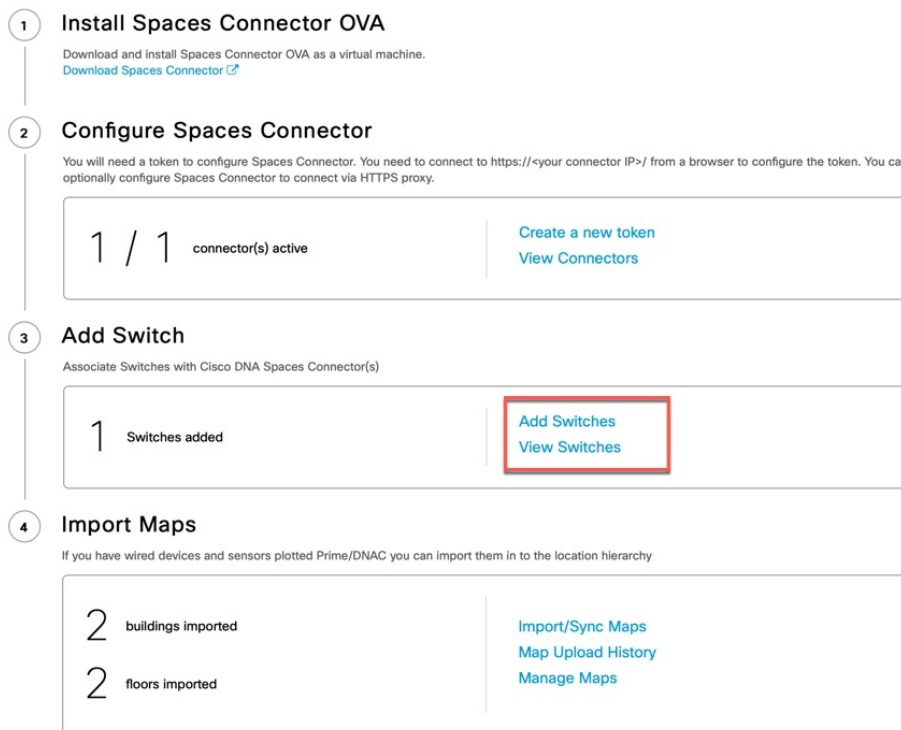 1
Install Spaces Connector OVA
Download and install Spaces Connector OVA as a virtual machine.
Download Spaces Connector
2
Configure Spaces Connector
You will need a token to configure Spaces Connector. You need to connect to https://<your connector IP>/ from a browser to configure the token. You ca
optionally configure Spaces Connector to connect via HTTPS proxy.
1 / 1 connector(s) active
Create a new token
View Connectors
3
Add Switch
Associate Switches with Cisco DNA Spaces Connector(s)
1 Switches added
Add Switches
View Switches
4
Import Maps
If you have wired devices and sensors plotted Prime/DNAC you can import them in to the location hierarchy
2 buildings imported
2 floors imported
Import/Sync Maps
Map Upload History
Manage Maps